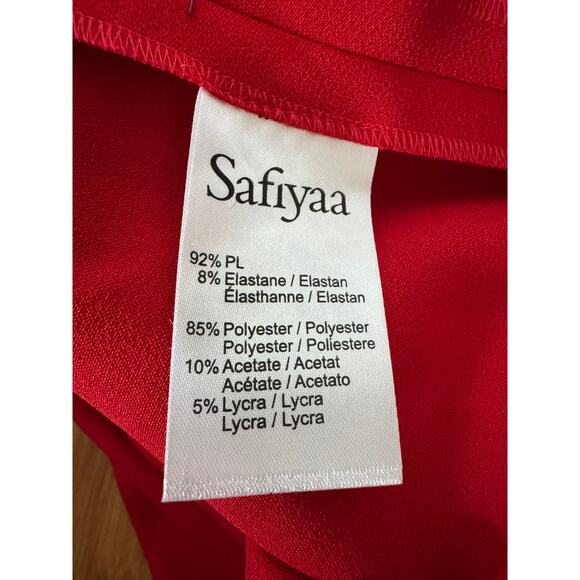 Safiyaa
92% PL
8% Elastane / Elastan
Élasthanne / Elastan
85% Polyester / Polyester
Polyester / Poliestere
10% Acetate / Acetat
Acétate / Acetato
5% Lycra / Lycra
Lycra / Lycra